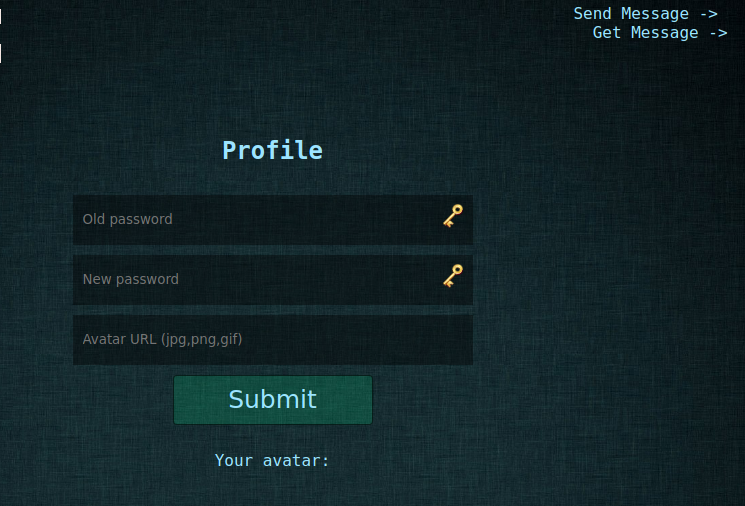 Send Message ->
Get Message ->
Profile
Old password
New password
Avatar URL (jpg,png,gif)
Submit
Your avatar: